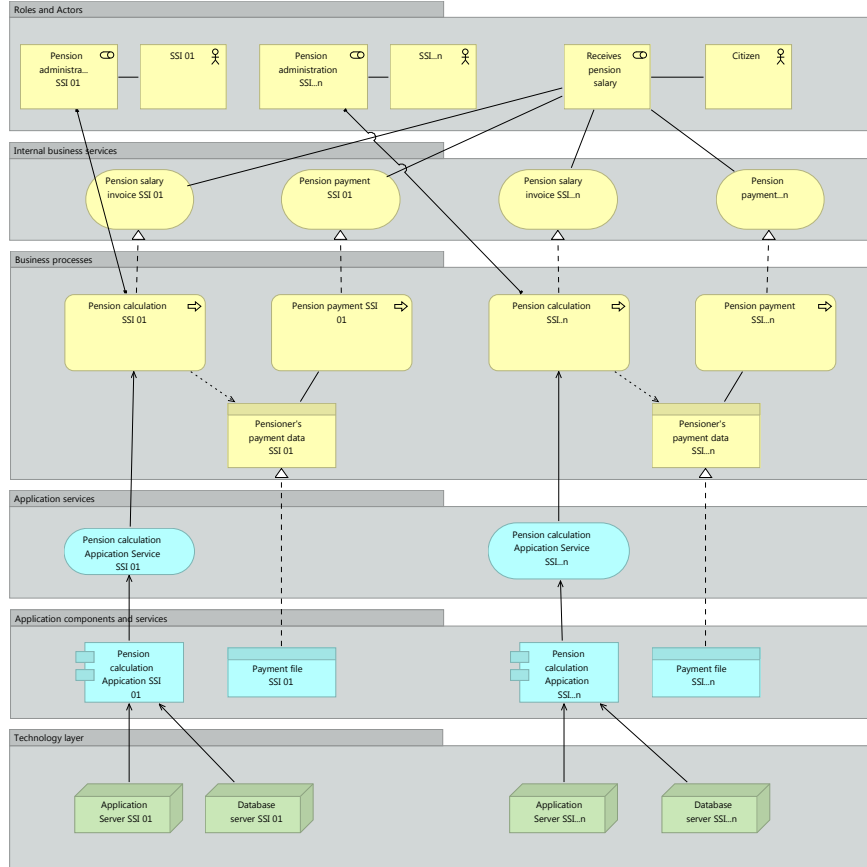 Roles and Actors
Pension
administra...
SSI 01
SSI 01
Pension
administration
SSI...n
SSI...n
Receives
pension
salary
Citizen
Internal business services
Pension salary
invoice SSI 01
Pension payment
SSI 01
Pension salary
invoice SSI...n
Pension
payment...n
Business processes
Pension calculation
SSI 01
Pension payment SSI
01
Pension calculation
SSI..n
Pension payment
SSI...n
Pensioner's
payment data
SSI 01
Pensioner's
payment data
SSI...n
Application services
Pension calculation
Appication Service
SSI 01
Pension calculation
Appication Service
SSI...n
Application components and services
Pension
calculation
Appication SSI
01
Payment file
SSI 01
Pension
calculation
Appication
SSI...n
Payment file
SSI...n
Technology layer
Application
Server SSI 01
Database
server SSI 01
Application
Server SSI...n
Database
server SSI...n